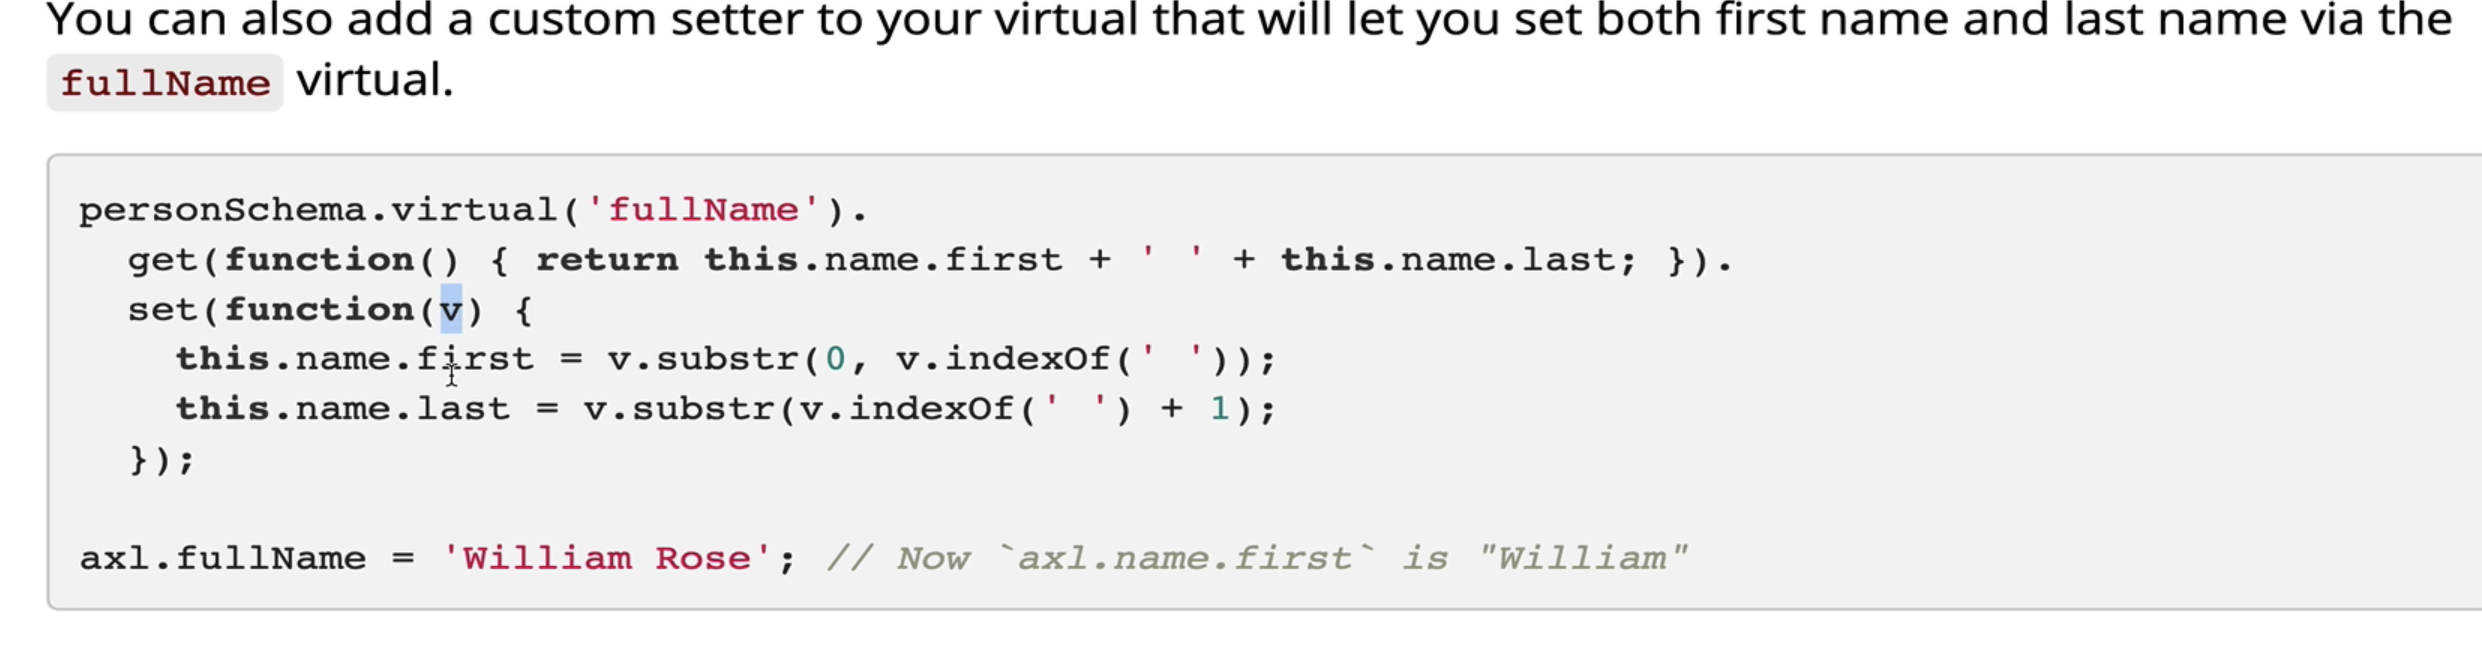 You can also add a custom setter to your virtual that will let you set both first name and last name via the
fullName virtual.
personSchema.virtual('fullName').
  get(function() { return this.name.first + ' ' + this.name.last; }).
  set(function(v) {
    this.name.first = v.substr(0, v.indexOf(' '));
    this.name.last = v.substr(v.indexOf(' ') + 1);
  });
axl.fullName = 'William Rose'; // Now `axl.name.first` is "William"